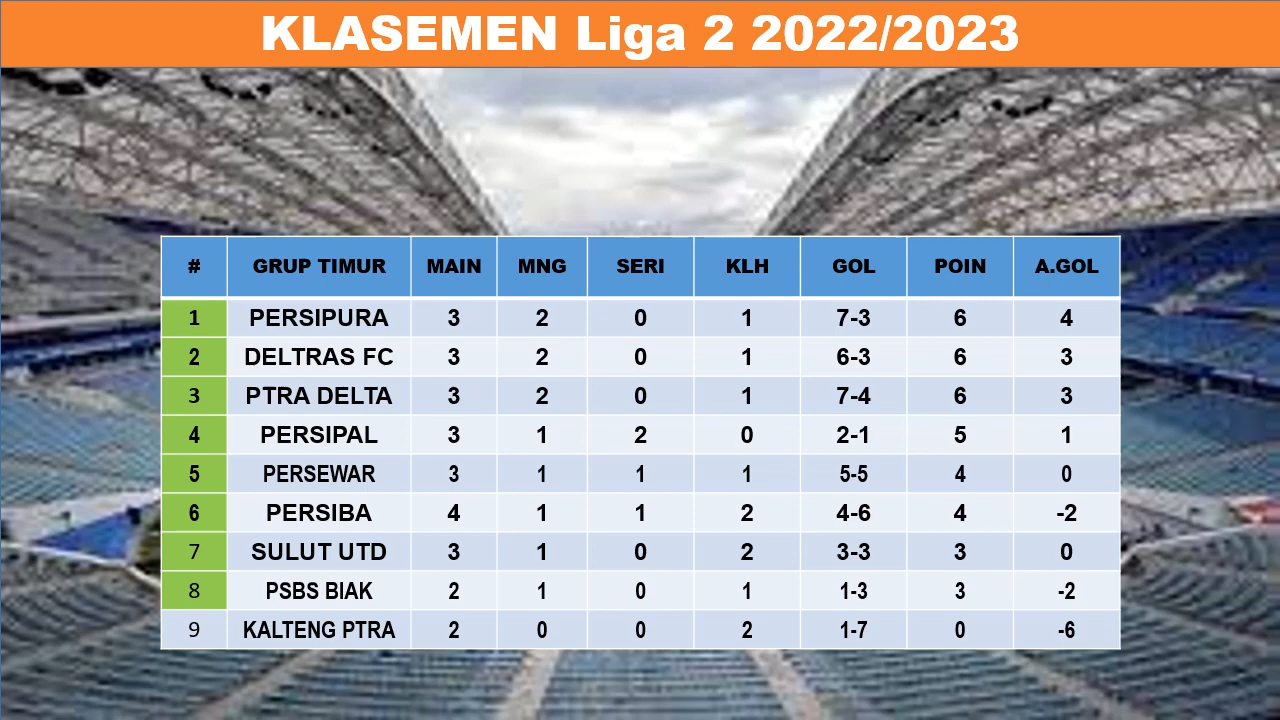 KLASEMEN Liga 2 2022/2023
# GRUP TIMUR MAIN MNG SERI KLH GOL POIN A.GOL
1 PERSIPURA 3 2 0 1 7-3 6 4
2 DELTRAS FC 3 2 0 1 6-3 6 3
3 PTRA DELTA 3 2 0 1 7-4 6 3
4 PERSIPAL 3 1 2 0 2-1 5 1
5 PERSEWAR 3 1 1 1 5-5 4 0
6 PERSIBA 4 1 1 2 4-6 4 -2
7 SULUT UTD 3 1 0 2 3-3 3 0
8 PSBS BIAK 2 1 0 1 1-3 3 -2
9 KALTENG PTRA 2 0 0 2 1-7 0 -6